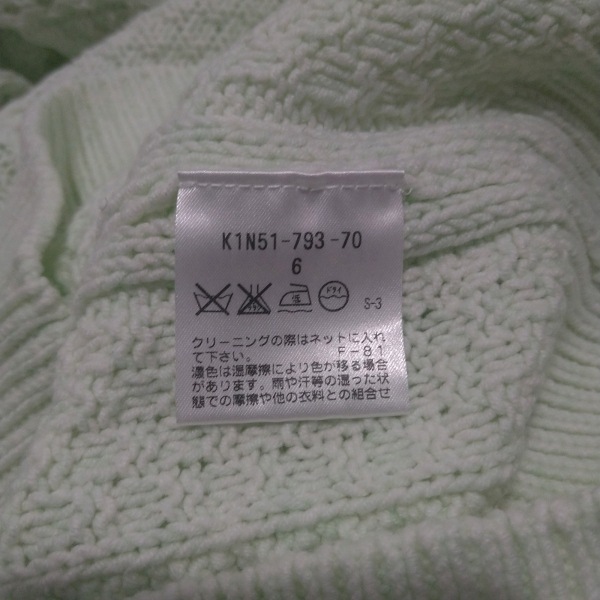 K1N51-793-70
6
低 ドライ
S-3
クリーニングの際はネットに入れ
て下さい。 F-81
濃色は湿摩擦により色が移る場合
があります。雨や汗等の湿った状
態での摩擦や他の衣料との組合せ